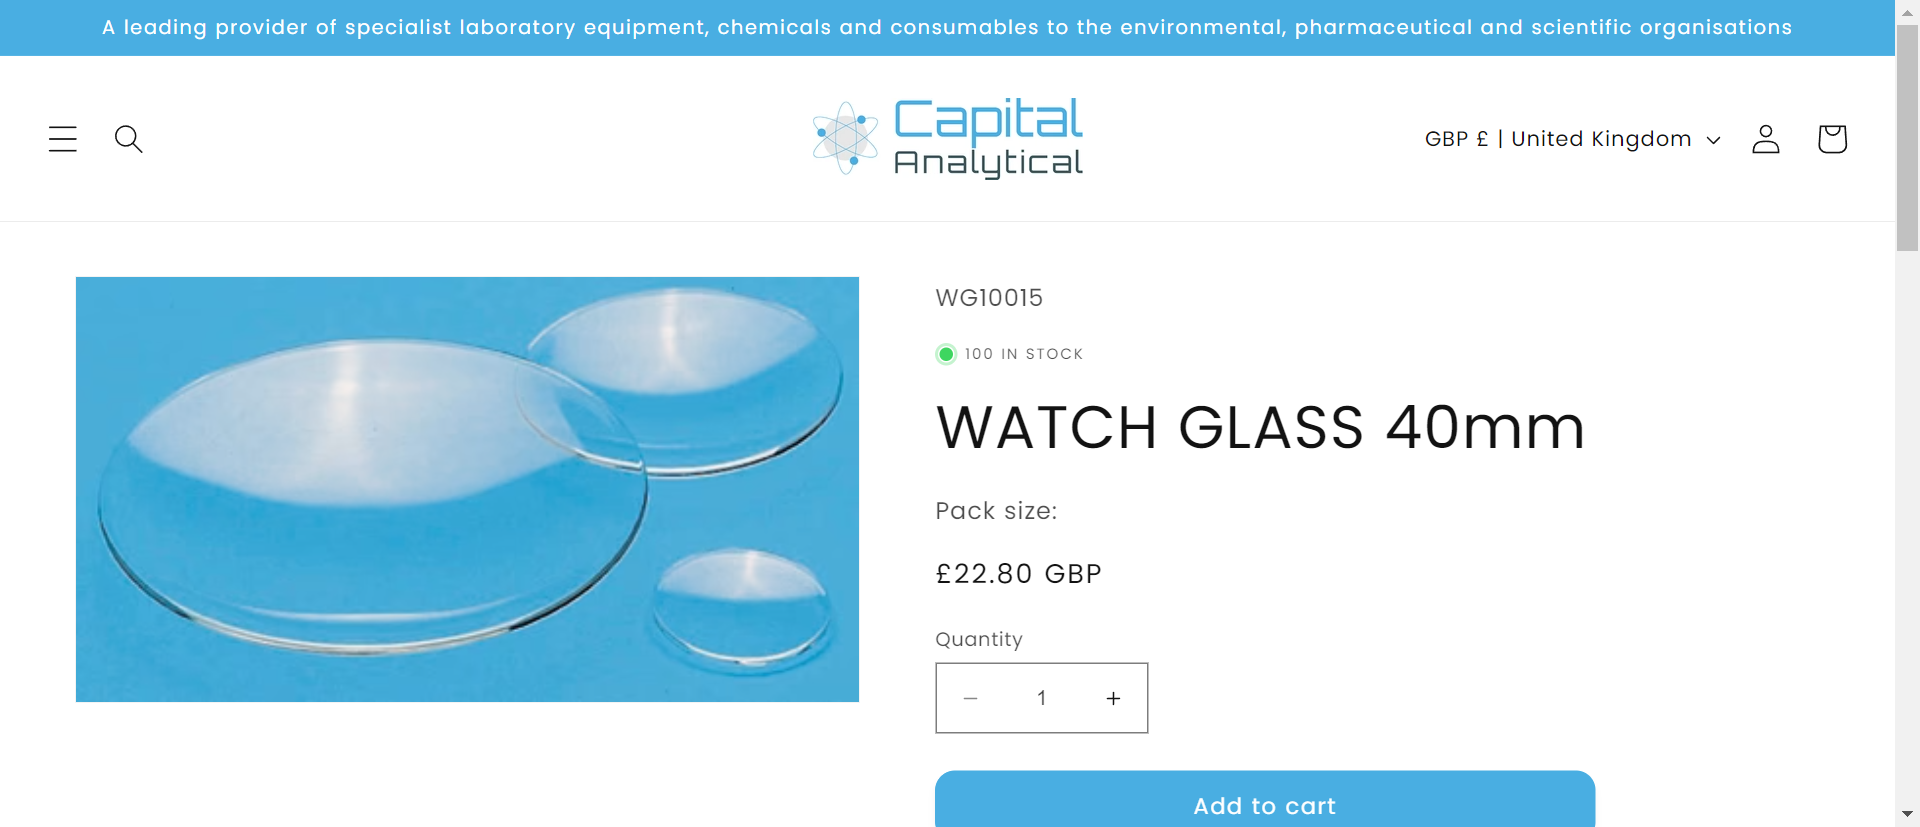 A leading provider of specialist laboratory equipment, chemicals and consumables to the environmental, pharmaceutical and scientific organisations
Capital
Analytical
GBP £ | United Kingdom
WG10015
100 IN STOCK
WATCH GLASS 40mm
Pack size:
£22.80 GBP
Quantity
− 1 +
Add to cart